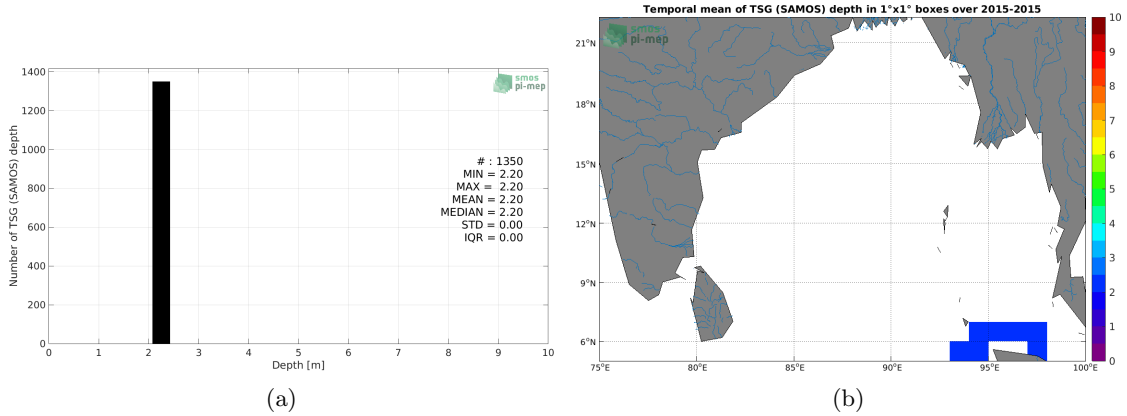 smos
pi-mep
1400
1200
1000
800
600
400
200
0
Number of TSG (SAMOS) depth
# : 1350
MIN = 2.20
MAX = 2.20
MEAN = 2.20
MEDIAN = 2.20
STD = 0.00
IQR = 0.00
0 1 2 3 4 5 6 7 8 9 10
Depth [m]
(a)
Temporal mean of TSG (SAMOS) depth in 1°x1° boxes over 2015-2015
smos
pi-mep
21°N
18°N
15°N
12°N
9°N
6°N
75°E 80°E 85°E 90°E 95°E 100°E
10
9
8
7
6
5
4
3
2
1
0
(b)